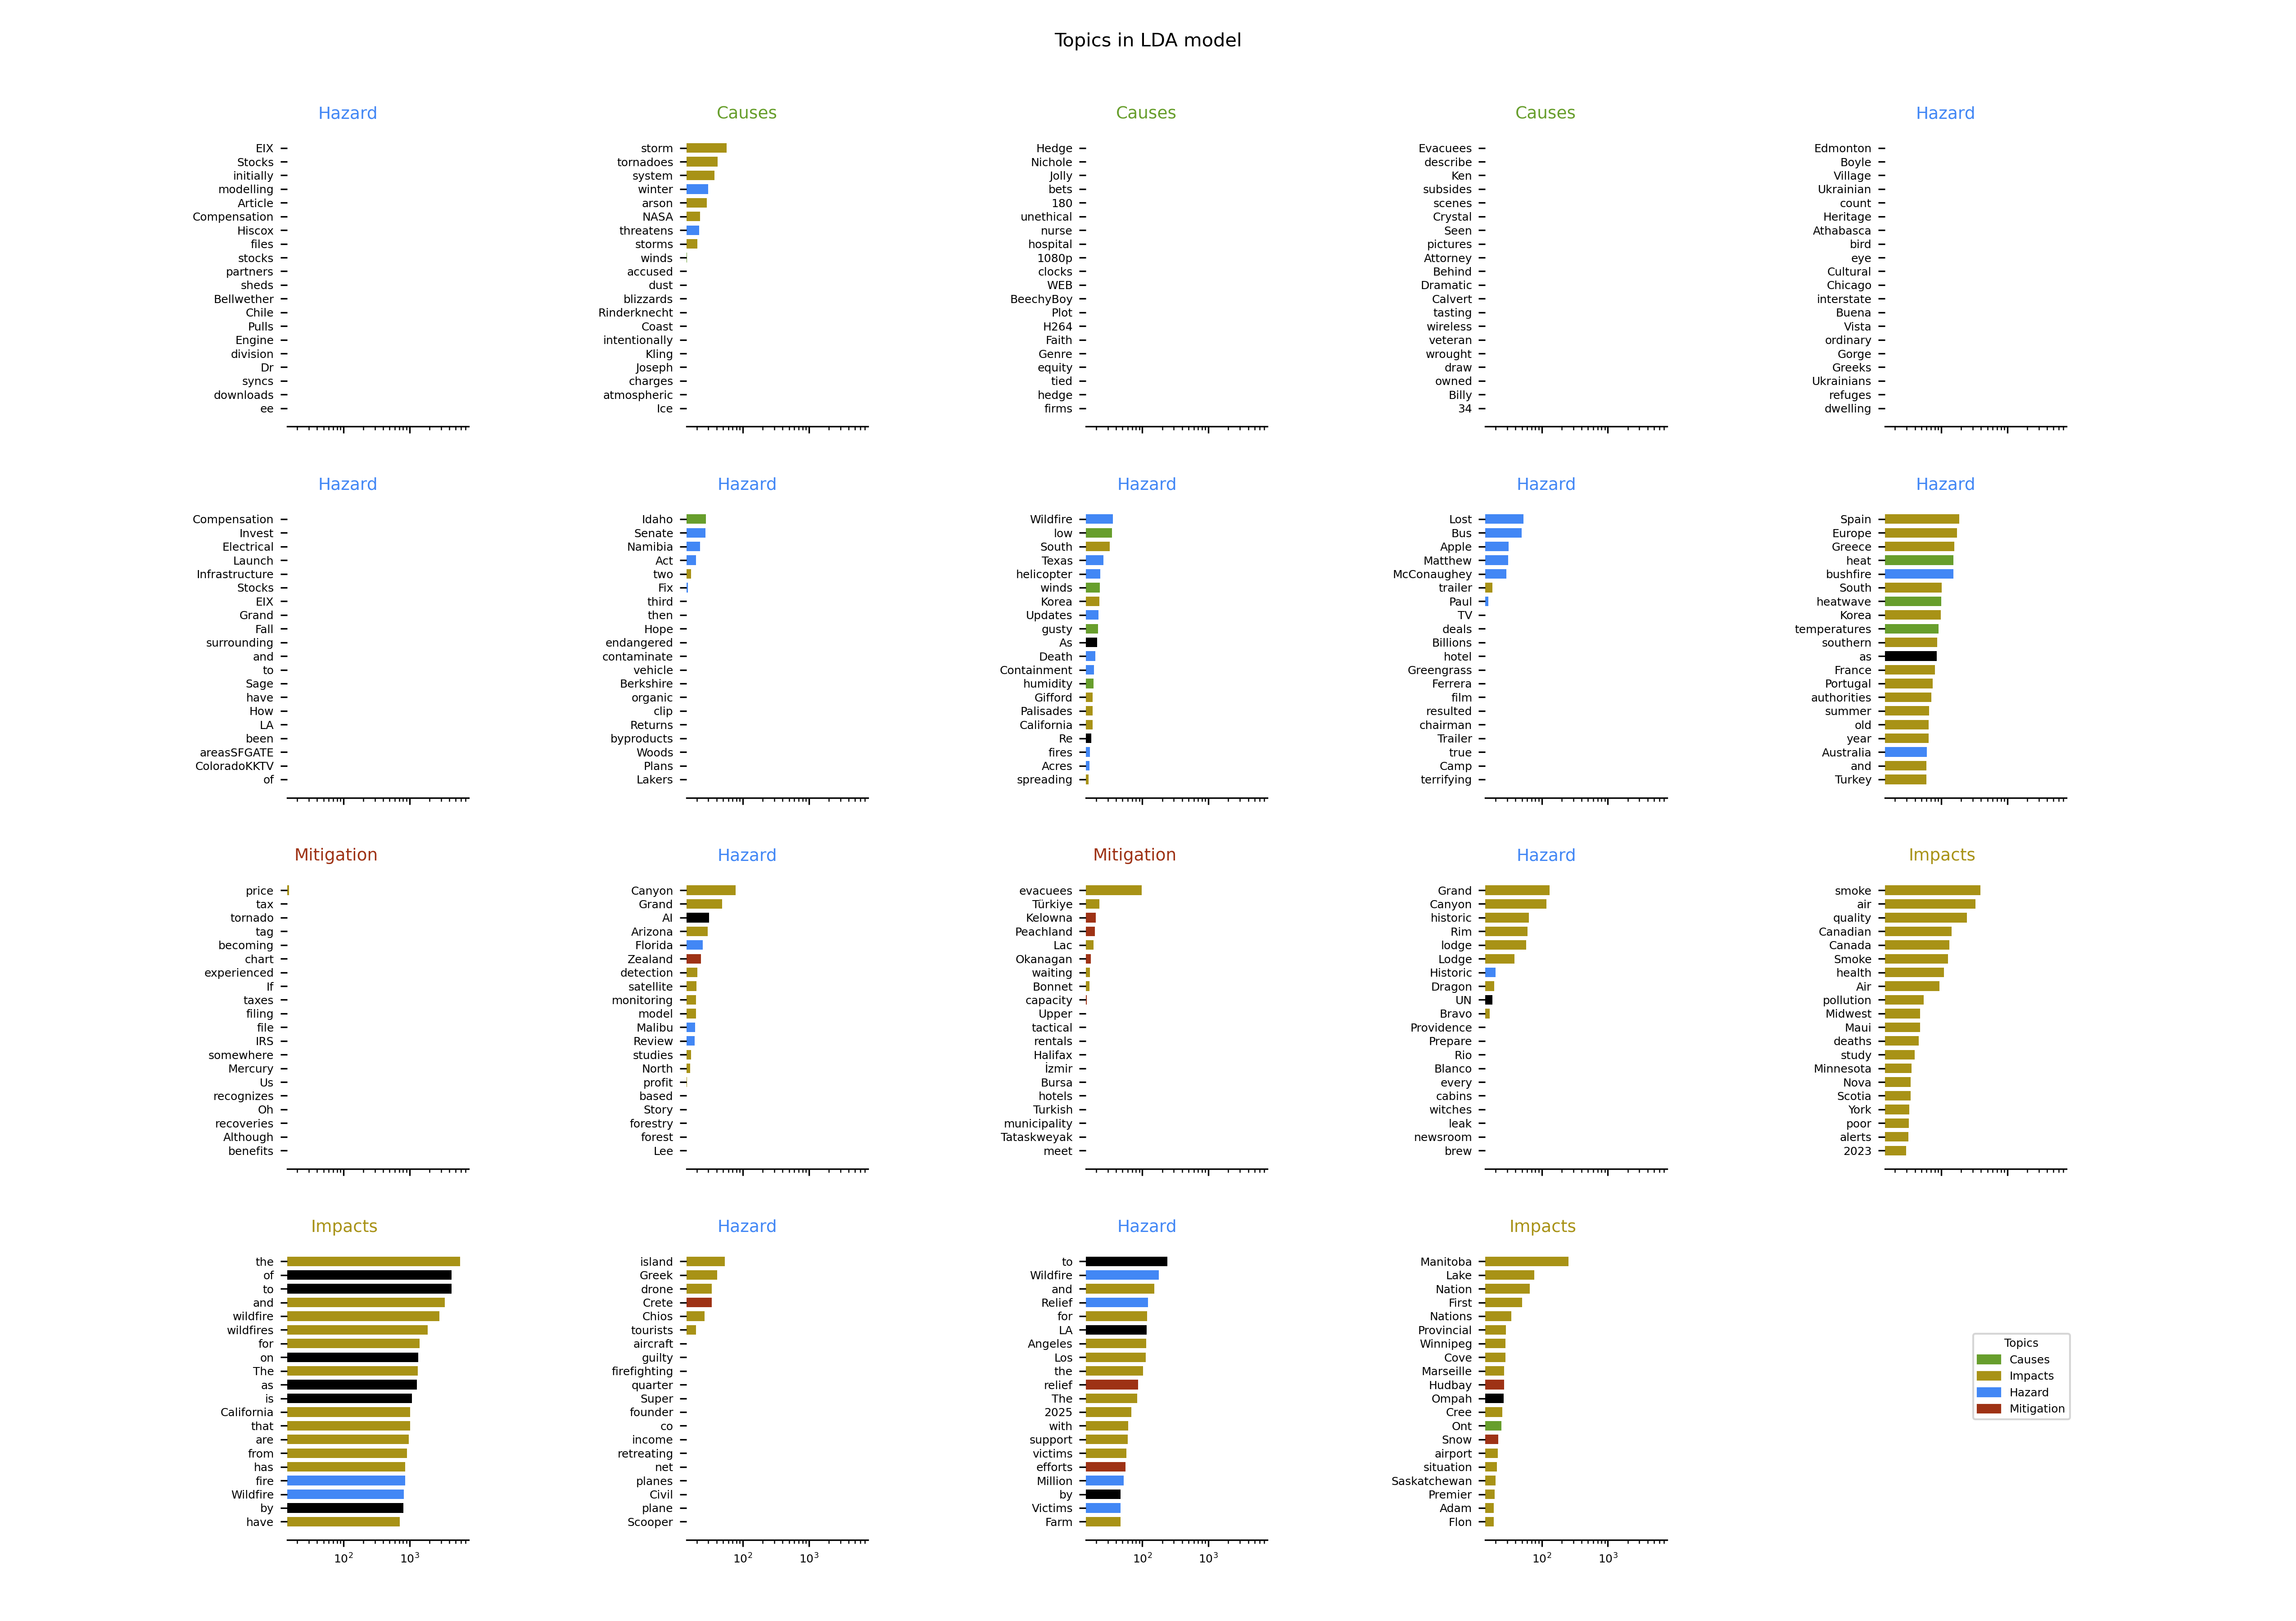 Topics in LDA model
Hazard
EIX
Stocks
initially
modelling
Article
Compensation
Hiscox
files
stocks
partners
sheds
Bellwether
Chile
Pulls
Engine
division
Dr
syncs
downloads
ee
Causes
storm
tornadoes
system
winter
arson
NASA
threatens
storms
winds
accused
dust
blizzards
Rinderknecht
Coast
intentionally
Kling
Joseph
charges
atmospheric
Ice
Causes
Hedge
Nichole
Jolly
bets
180
unethical
nurse
hospital
1080p
clocks
WEB
BeechyBoy
Plot
H264
Faith
Genre
equity
tied
hedge
firms
Causes
Evacuees
describe
Ken
subsides
scenes
Crystal
Seen
pictures
Attorney
Behind
Dramatic
Calvert
tasting
wireless
veteran
wrought
draw
owned
Billy
34
Hazard
Edmonton
Boyle
Village
Ukrainian
count
Heritage
Athabasca
bird
eye
Cultural
Chicago
interstate
Buena
Vista
ordinary
Gorge
Greeks
Ukrainians
refuges
dwelling
Hazard
Compensation
Invest
Electrical
Launch
Infrastructure
Stocks
EIX
Grand
Fall
surrounding
and
to
Sage
have
How
LA
been
areasSFGATE
ColoradoKKTV
of
Hazard
Idaho
Senate
Namibia
Act
two
Fix
third
then
Hope
endangered
contaminate
vehicle
Berkshire
organic
clip
Returns
byproducts
Woods
Plans
Lakers
Hazard
Wildfire
low
South
Texas
helicopter
winds
Korea
Updates
gusty
As
Death
Containment
humidity
Gifford
Palisades
California
Re
fires
Acres
spreading
Hazard
Lost
Bus
Apple
Matthew
McConaughey
trailer
Paul
TV
deals
Billions
hotel
Greengrass
Ferrera
film
resulted
chairman
Trailer
true
Camp
terrifying
Hazard
Spain
Europe
Greece
heat
bushfire
South
heatwave
Korea
temperatures
southern
as
France
Portugal
authorities
summer
old
year
Australia
and
Turkey
Mitigation
price
tax
tornado
tag
becoming
chart
experienced
If
taxes
filing
file
IRS
somewhere
Mercury
Us
recognizes
Oh
recoveries
Although
benefits
Hazard
Canyon
Grand
AI
Arizona
Florida
Zealand
detection
satellite
monitoring
model
Malibu
Review
studies
North
profit
based
Story
forestry
forest
Lee
Mitigation
evacuees
Türkiye
Kelowna
Peachland
Lac
Okanagan
waiting
Bonnet
capacity
Upper
tactical
rentals
Halifax
İzmir
Bursa
hotels
Turkish
municipality
Tataskweyak
meet
Hazard
Grand
Canyon
historic
Rim
lodge
Lodge
Historic
Dragon
UN
Bravo
Providence
Prepare
Rio
Blanco
every
cabins
witches
leak
newsroom
brew
Impacts
smoke
air
quality
Canadian
Canada
Smoke
health
Air
pollution
Midwest
Maui
deaths
study
Minnesota
Nova
Scotia
York
poor
alerts
2023
Impacts
the
of
to
and
wildfire
wildfires
for
on
The
as
is
California
that
are
from
has
fire
Wildfire
by
have
10² 10³
Hazard
island
Greek
drone
Crete
Chios
tourists
aircraft
guilty
firefighting
quarter
Super
founder
co
income
retreating
net
planes
Civil
plane
Scooper
10² 10³
Hazard
to
Wildfire
and
Relief
for
LA
Angeles
Los
the
relief
The
2025
with
support
victims
efforts
Million
by
Victims
Farm
10² 10³
Impacts
Manitoba
Lake
Nation
First
Nations
Provincial
Winnipeg
Cove
Marseille
Hudbay
Ompah
Cree
Ont
Snow
airport
situation
Saskatchewan
Premier
Adam
Flon
10² 10³
Topics
Causes
Impacts
Hazard
Mitigation